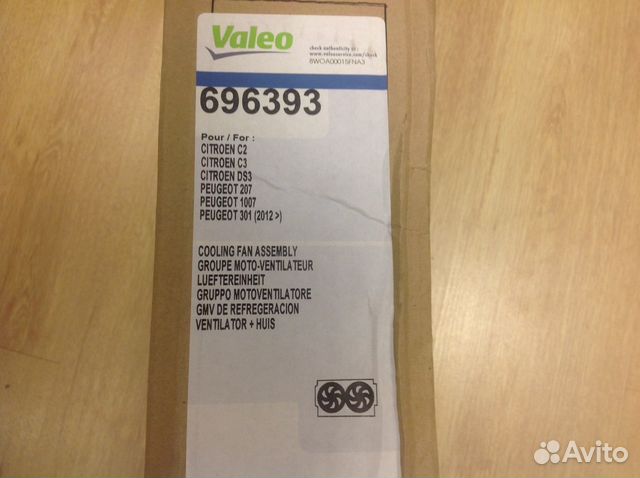 Valeo
check authenticity at :
www.valeoservice.com/check
8WOA00015FNA3
696393
Pour / For :
CITROEN C2
CITROEN C3
CITROEN DS3
PEUGEOT 207
PEUGEOT 1007
PEUGEOT 301 (2012 >)
COOLING FAN ASSEMBLY
GROUPE MOTO-VENTILATEUR
LUEFTEREINHEIT
GRUPPO MOTOVENTILATORE
GMV DE REFREGERACION
VENTILATOR + HUIS
Avito